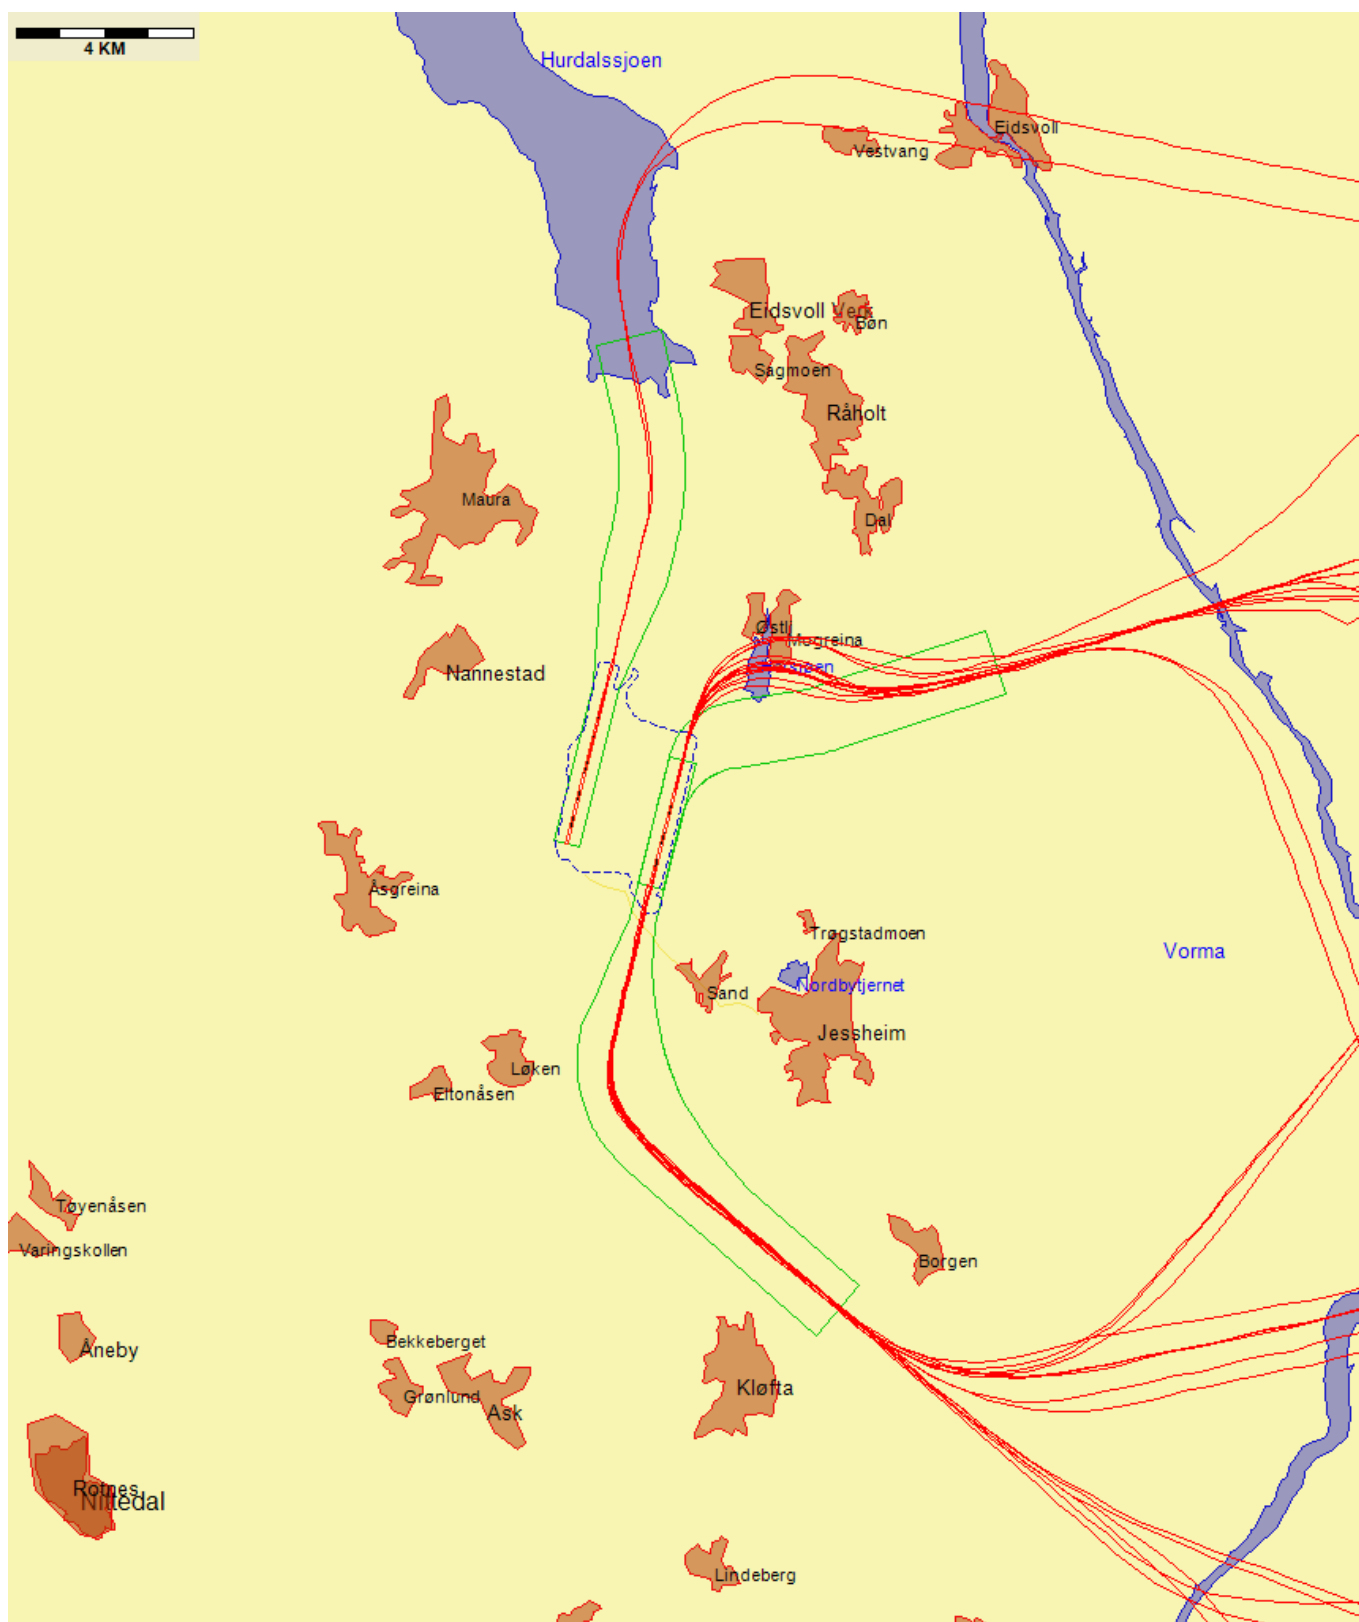 4 KM
Hurdalssjoen
Eidsvoll
Vestvang
Eidsvoll Verk
Bøn
Sagmoen
Råholt
Maura
Dal
Østli
Mogreina
Nannestad
Åsgreina
Trøgstadmoen
Vorma
Sand
Nordbytjernet
Jessheim
Løken
Eltonåsen
Tøyenåsen
Varingskollen
Borgen
Åneby
Bekkeberget
Grønlund
Ask
Kløfta
Rotnes
Nittedal
Lindeberg